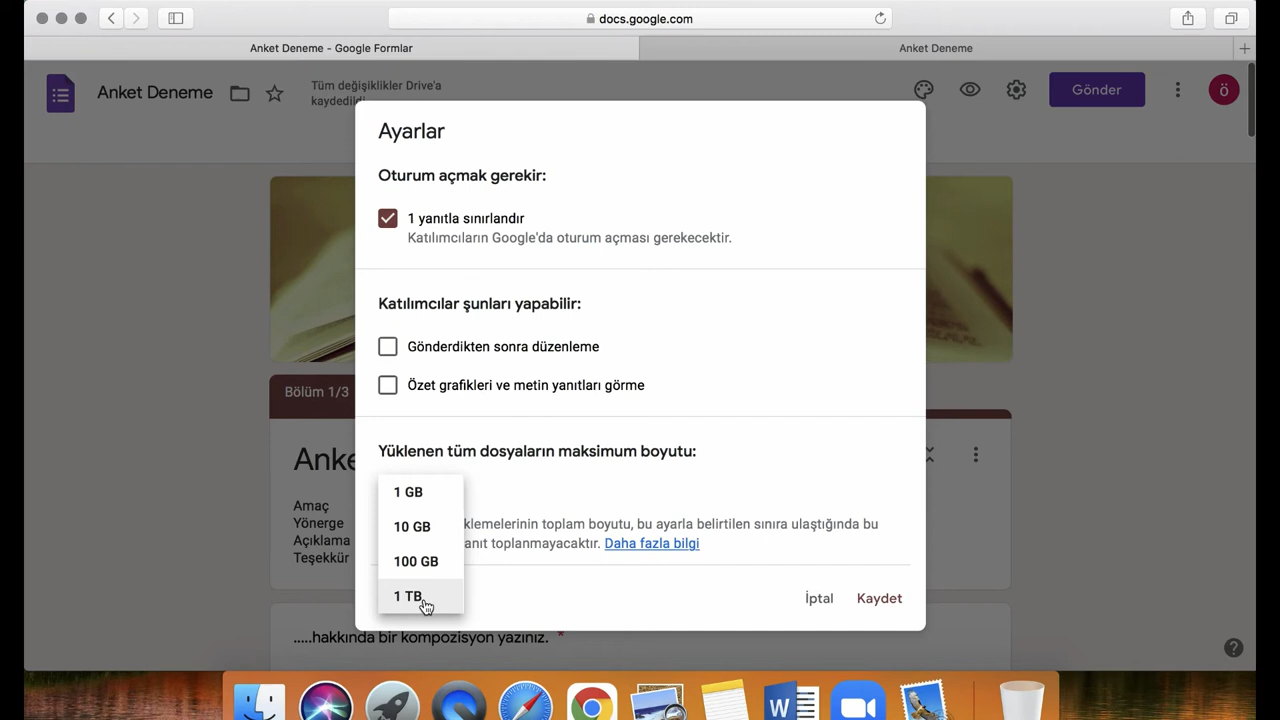 docs.google.com
Anket Deneme - Google Formlar
Anket Deneme
Anket Deneme
Tüm değişiklikler Drive'a
kaydedildi
Gönder
ö
Ayarlar
Oturum açmak gerekir:
1 yanıtla sınırlandır
Katılımcıların Google'da oturum açması gerekecektir.
Katılımcılar şunları yapabilir:
Gönderdikten sonra düzenleme
Özet grafikleri ve metin yanıtları görme
Bölüm 1/3
Yüklenen tüm dosyaların maksimum boyutu:
Anke
Amaç
Yönerge
Açıklama
Teşekkür
1 GB
10 GB
100 GB
1 TB
klemelerinin toplam boyutu, bu ayarla belirtilen sınıra ulaştığında bu
anıt toplanmayacaktır. Daha fazla bilgi
İptal
Kaydet
.....hakkında bir kompozisyon yazınız. *
W